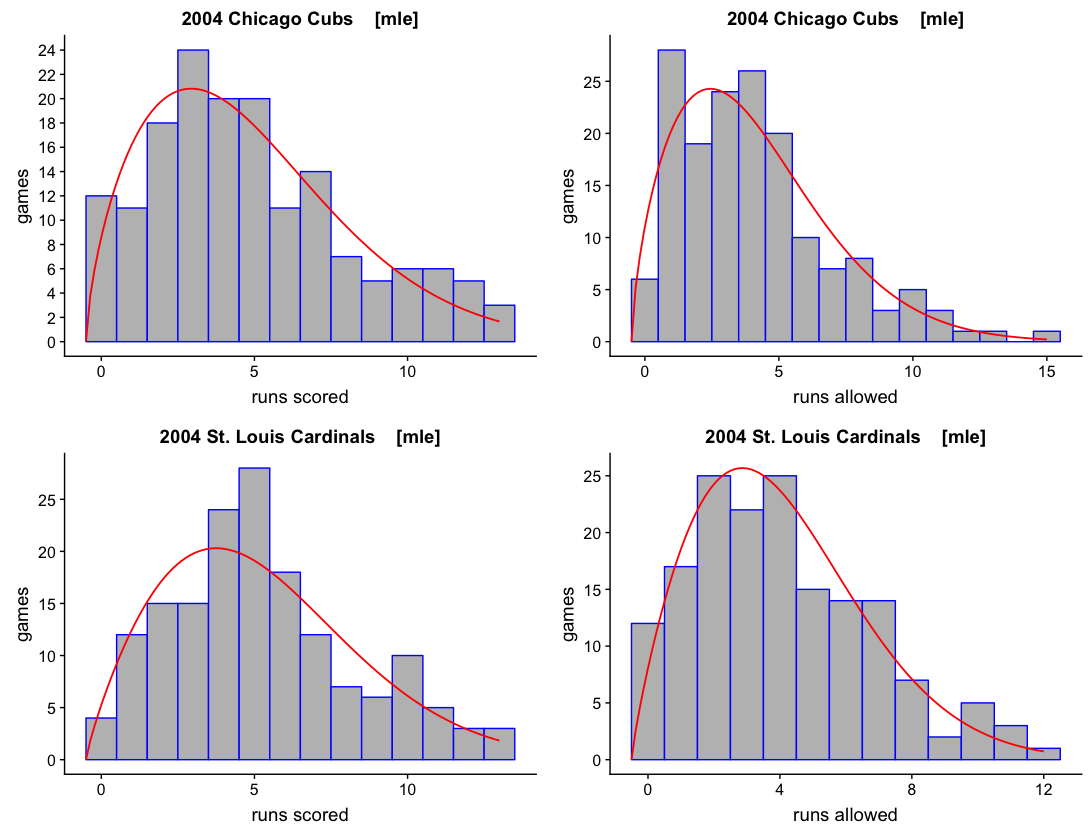 2004 Chicago Cubs [mle]
games
24
22
20
18
16
14
12
10
8
6
4
2
0
0 5 10
runs scored
2004 Chicago Cubs [mle]
games
25
20
15
10
5
0
0 5 10 15
runs allowed
2004 St. Louis Cardinals [mle]
games
25
20
15
10
5
0
0 5 10
runs scored
2004 St. Louis Cardinals [mle]
games
25
20
15
10
5
0
0 4 8 12
runs allowed